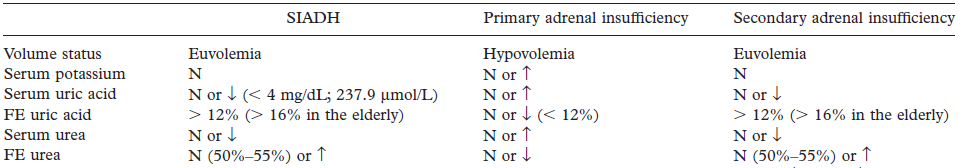 SIADH Primary adrenal insufficiency Secondary adrenal insufficiency
Volume status Euvolemia Hypovolemia Euvolemia
Serum potassium N N or ↑ N
Serum uric acid N or ↓ (< 4 mg/dL; 237.9 μmol/L) N or ↑ N or ↓
FE uric acid > 12% (> 16% in the elderly) N or ↓ (< 12%) > 12% (> 16% in the elderly)
Serum urea N or ↓ N or ↑ N or ↓
FE urea N (50%–55%) or ↑ N or ↓ N (50%–55%) or ↑